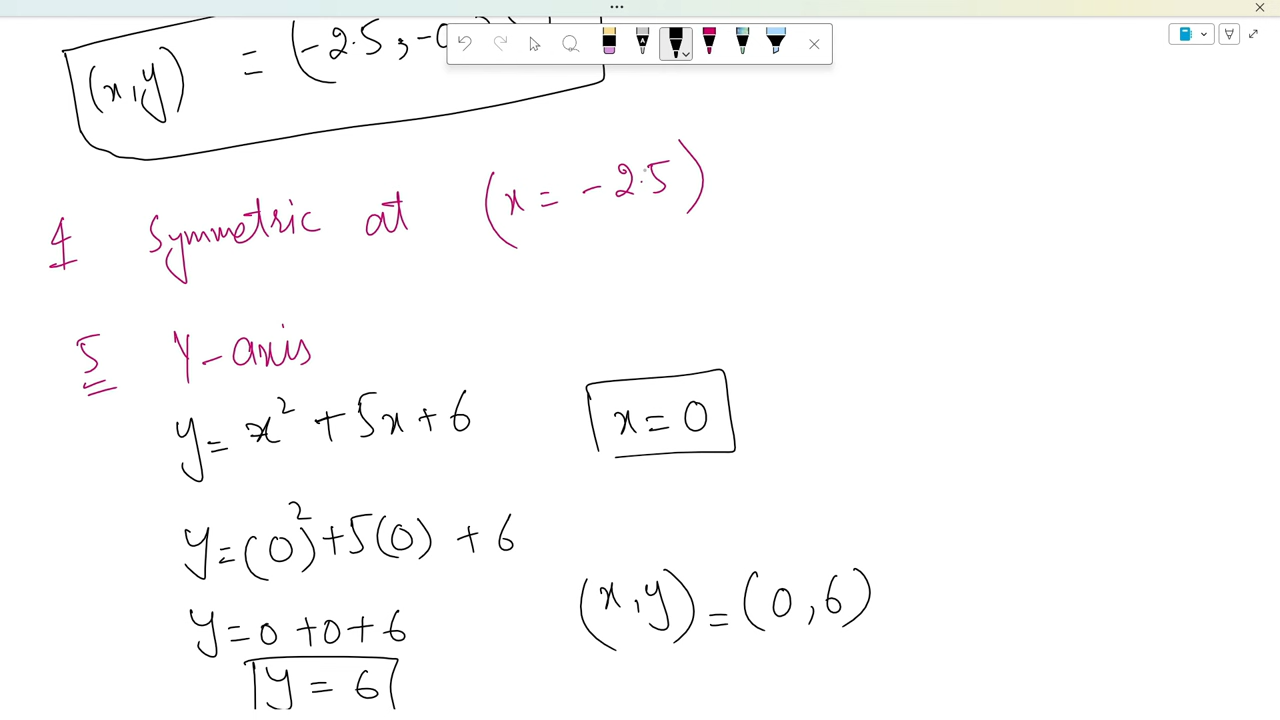 (x,y) = (-2.5, -0
4 Symmetric at (x = -2.5)
5 Y-axis
y = x² + 5x + 6
x = 0
y = (0)² + 5(0) + 6
(x,y) = (0,6)
y = 0 + 0 + 6
y = 6